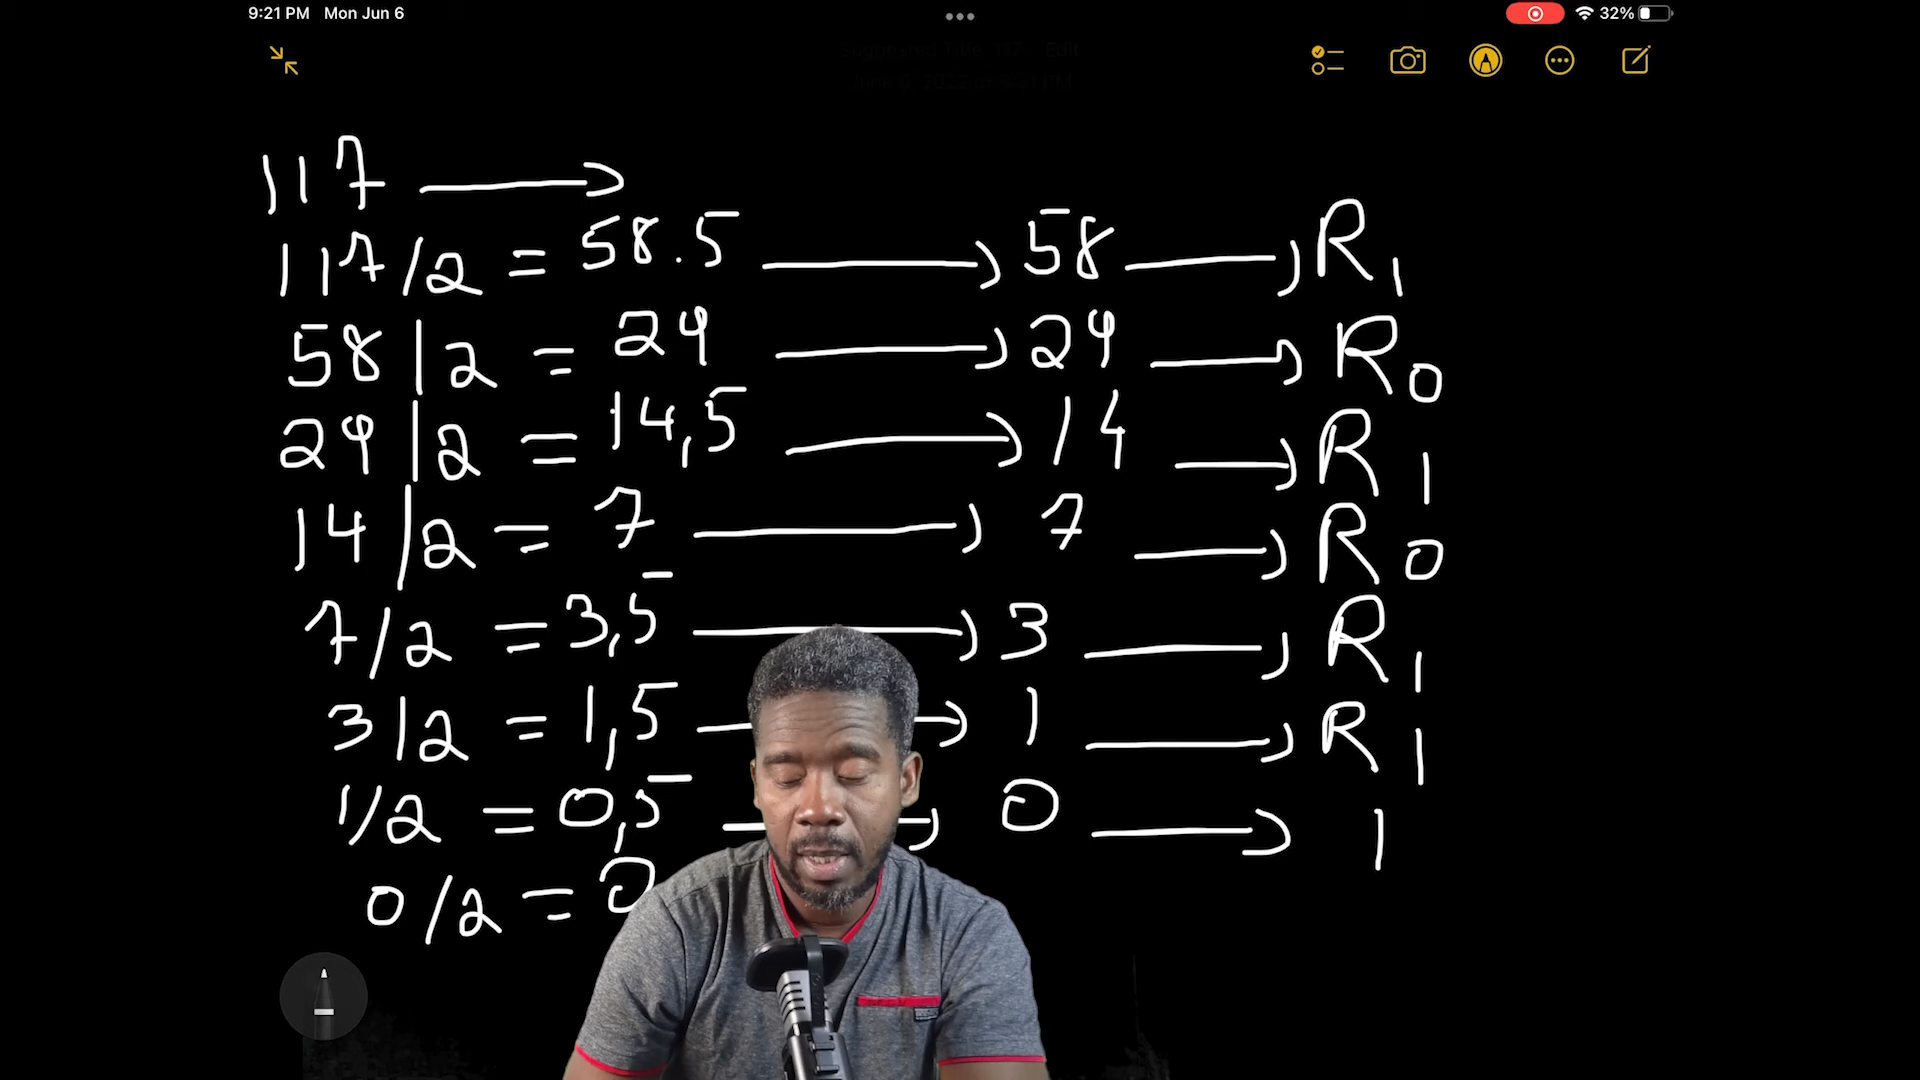 9:21 PM Mon Jun 6
32%
117 ⟶
117/2 = 58.5 ⟶ 58 ⟶ R1
58/2 = 29 ⟶ 29 ⟶ R0
29/2 = 14,5 ⟶ 14 ⟶ R1
14/2 = 7 ⟶ 7 ⟶ R0
7/2 = 3,5 ⟶ 3 ⟶ R1
3/2 = 1,5 ⟶ 1 ⟶ R1
1/2 = 0,5 ⟶ 0 ⟶ 1
0/2 = 0